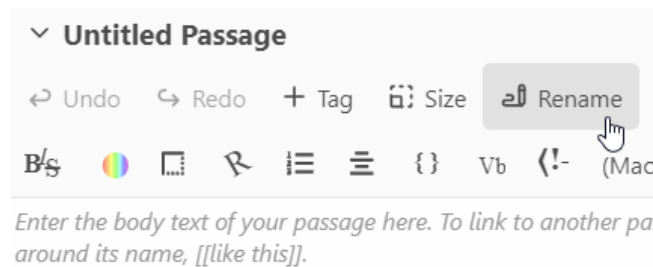 Untitled Passage
Undo Redo + Tag Size Rename
B/S R {} Vb (!- (Mac
Enter the body text of your passage here. To link to another pa
around its name, [[like this]].